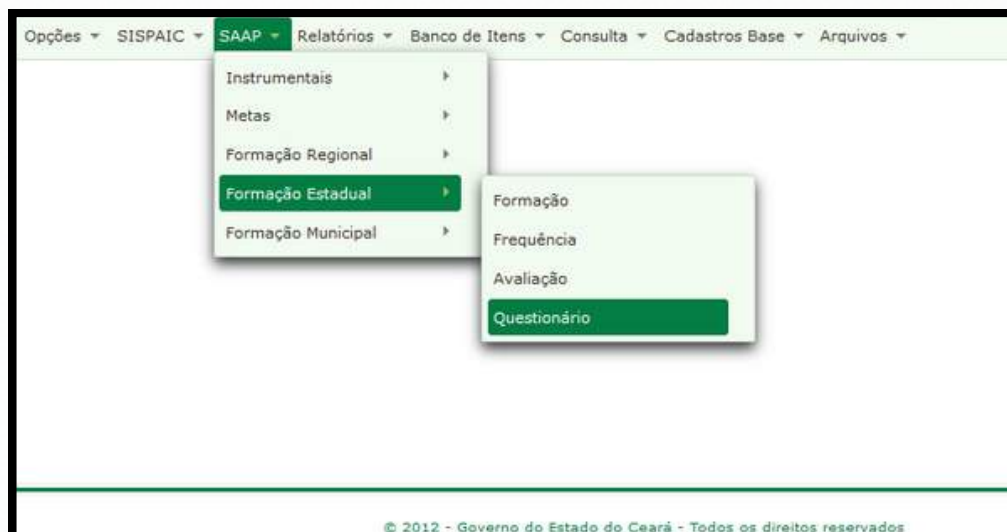 Opções SISPAIC SAAP Relatórios Banco de Itens Consulta Cadastros Base Arquivos
Instrumentais
Metas
Formação Regional
Formação Estadual
Formação Municipal
Formação
Frequência
Avaliação
Questionário
© 2012 - Governo do Estado do Ceará - Todos os direitos reservados